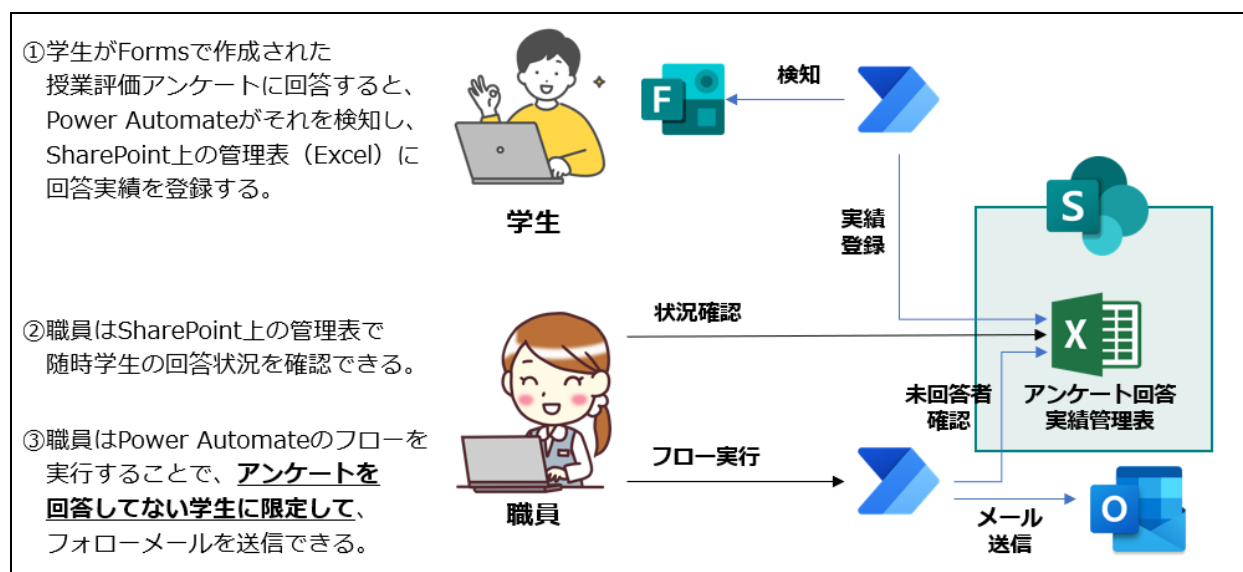 ①学生がFormsで作成された
授業評価アンケートに回答すると、
Power Automateがそれを検知し、
SharePoint上の管理表（Excel）に
回答実績を登録する。
学生
F
検知
実績
登録
S
②職員はSharePoint上の管理表で
随時学生の回答状況を確認できる。
状況確認
X
未回答者
確認
アンケート回答
実績管理表
③職員はPower Automateのフローを
実行することで、アンケートを
回答してない学生に限定して、
フォローメールを送信できる。
職員
フロー実行
メール
送信
O